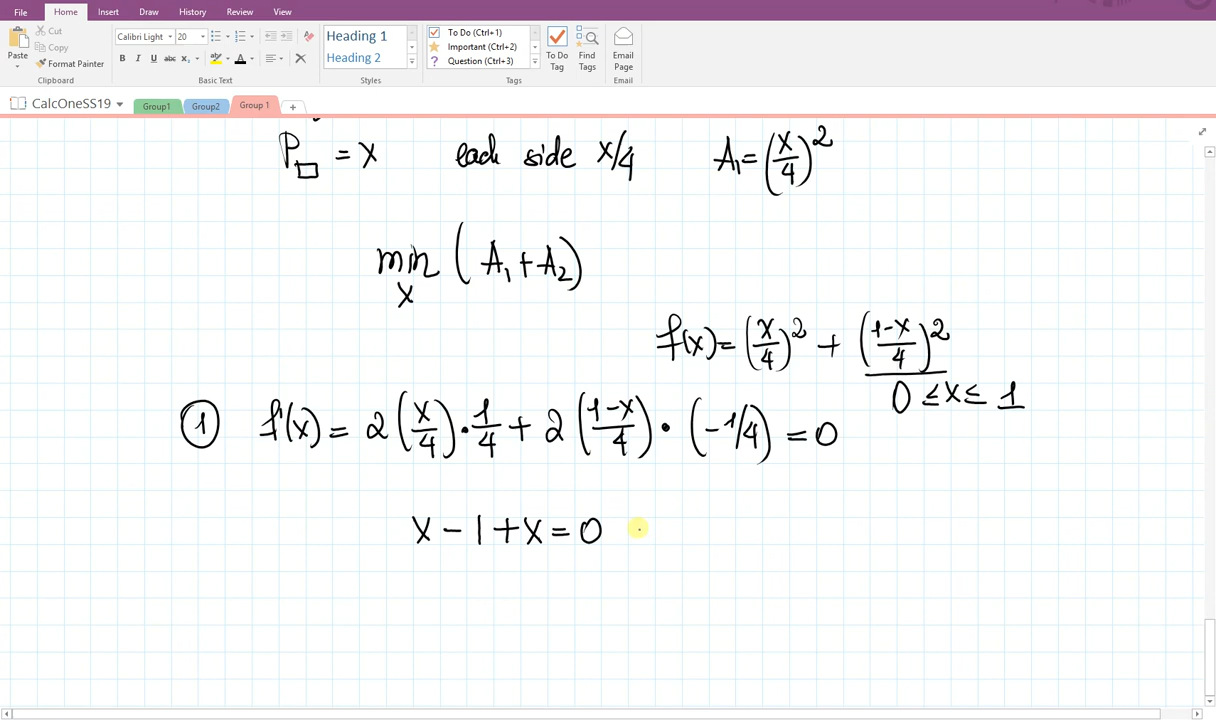 File Home Insert Draw History Review View
Cut
Copy
Format Painter
Paste
Clipboard
Calibri Light 20
B I U abc x₂ A
Basic Text
Heading 1
Heading 2
Styles
To Do (Ctrl+1)
Important (Ctrl+2)
? Question (Ctrl+3)
Tags
To Do Tag
Find Tags
Email Page
Email
CalcOneSS19 Group1 Group2 Group 1 +
P□ = x each side x/4 A₁=(x/4)²
min x (A₁+A₂)
f(x)=(x/4)² + ((1-x)/4)²
0 ≤ x ≤ 1
① f'(x) = 2(x/4)·1/4 + 2((1-x)/4)·(-1/4) = 0
x - 1 + x = 0